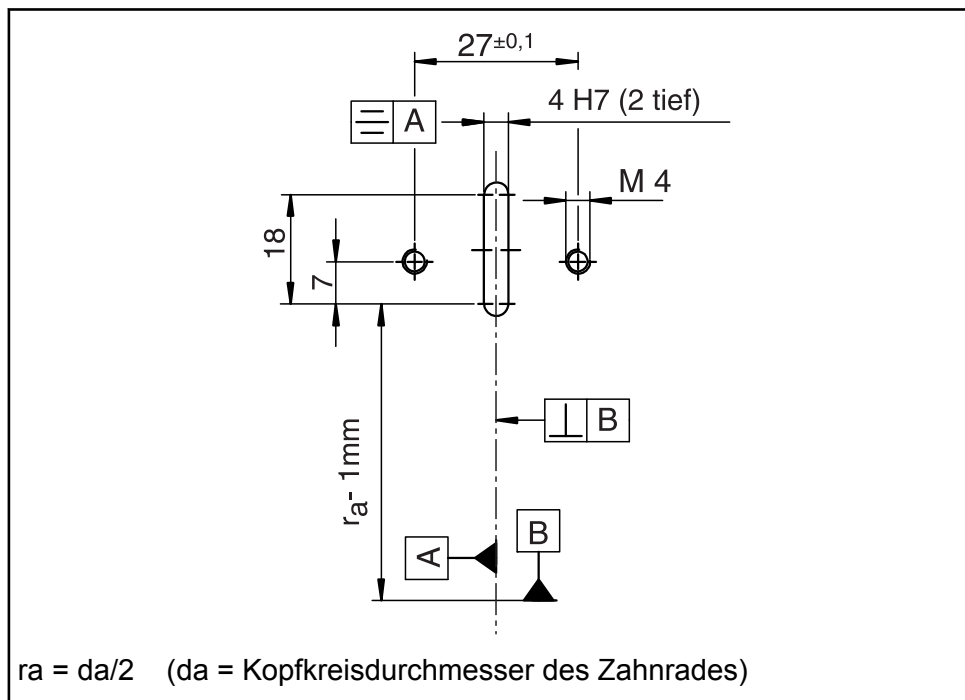 27±0,1
4 H7 (2 tief)
A
M 4
18
7
B
ra- 1mm
A
B
ra = da/2 (da = Kopfkreisdurchmesser des Zahnrades)